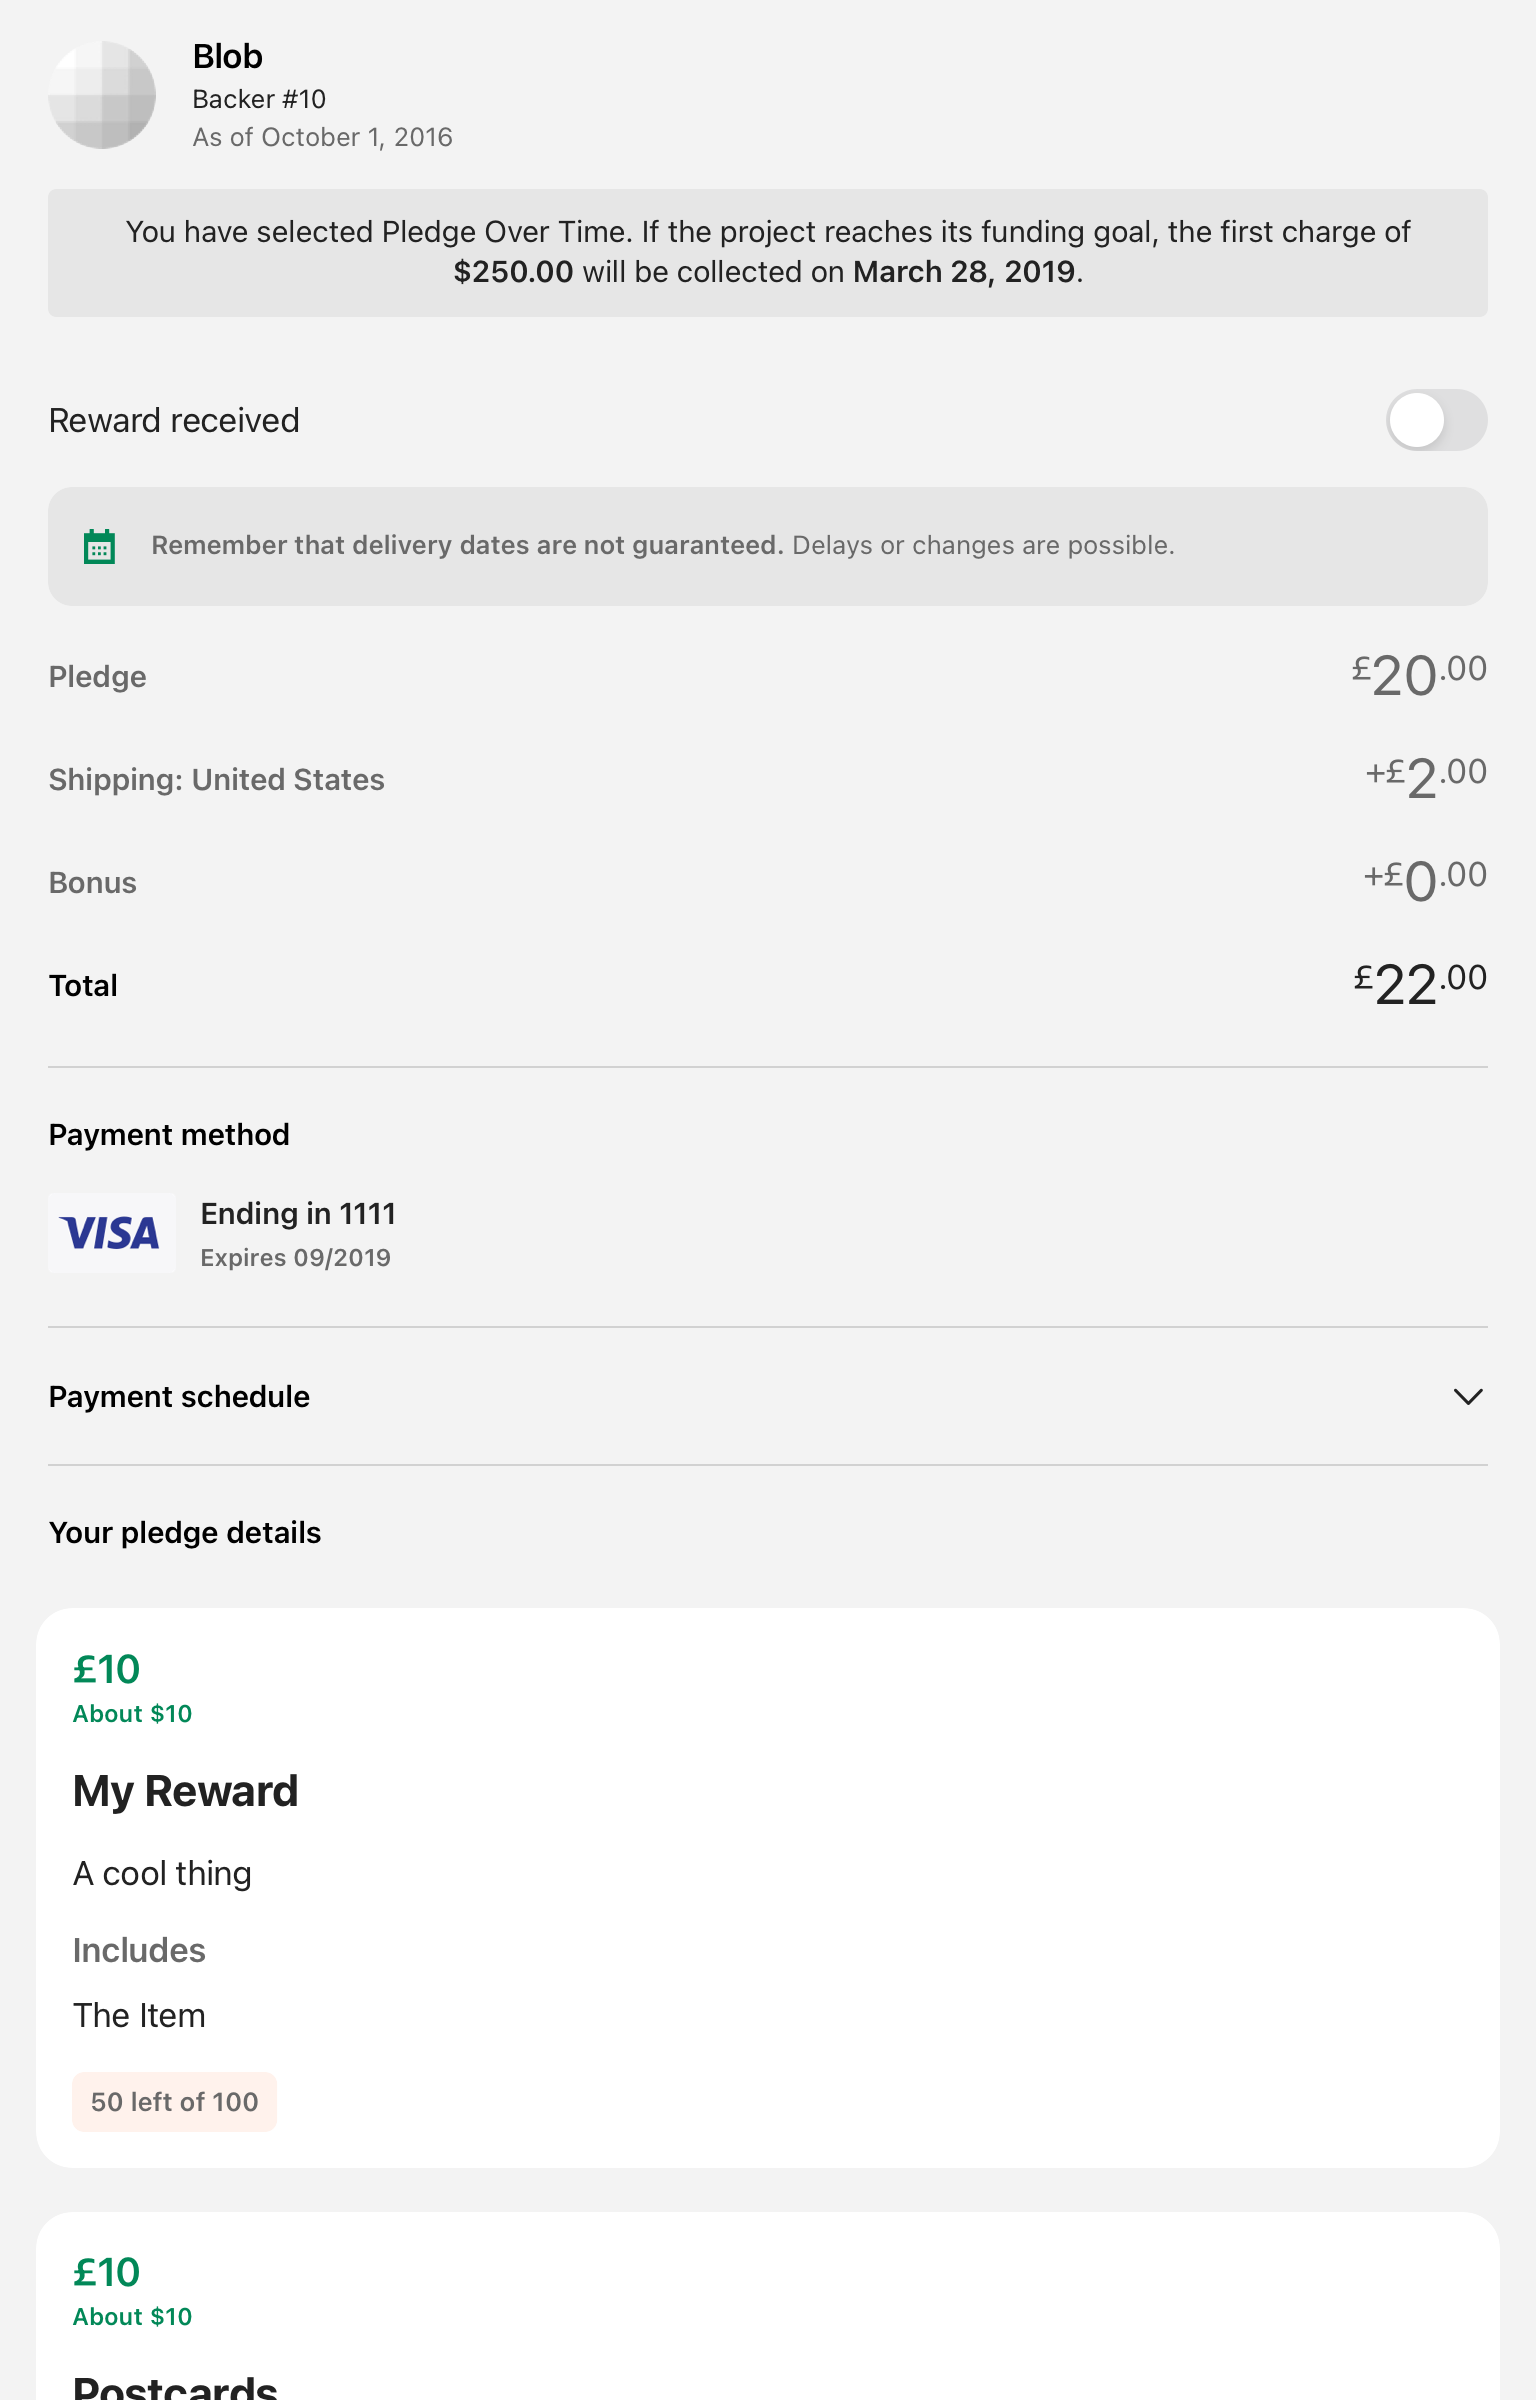 Blob
Backer #10
As of October 1, 2016
You have selected Pledge Over Time. If the project reaches its funding goal, the first charge of
$250.00 will be collected on March 28, 2019.
Reward received
Remember that delivery dates are not guaranteed. Delays or changes are possible.
Pledge £20.00
Shipping: United States +£2.00
Bonus +£0.00
Total £22.00
Payment method
VISA
Ending in 1111
Expires 09/2019
Payment schedule
Your pledge details
£10
About $10
My Reward
A cool thing
Includes
The Item
50 left of 100
£10
About $10
Postcards